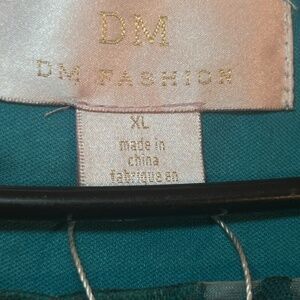 DM
DM FASHION
XL
made in
china
fabriqué en